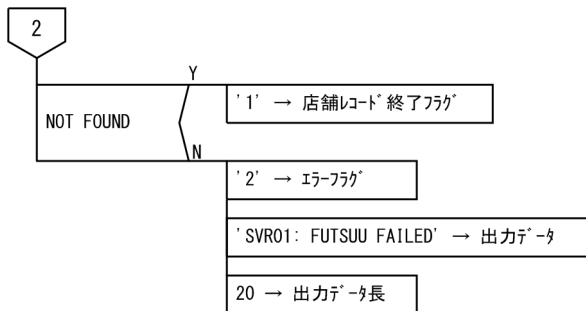 2
Y
'1' → 店舗ﾚｺｰﾄﾞ終了ﾌﾗｸﾞ
NOT FOUND
N
'2' → ｴﾗｰﾌﾗｸﾞ
'SVR01: FUTSUU FAILED' → 出力ﾃﾞｰﾀ
20 → 出力ﾃﾞｰﾀ長